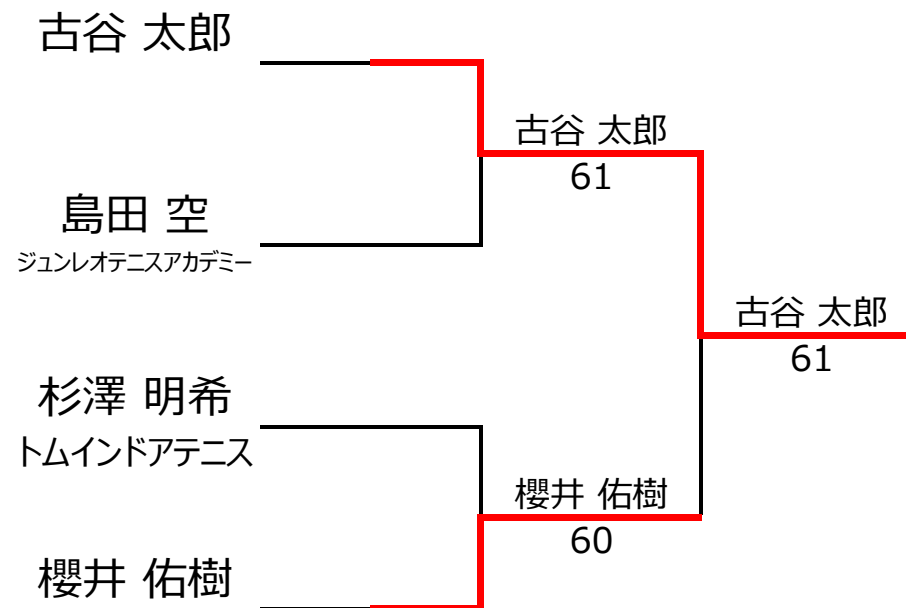 古谷 太郎
古谷 太郎
61
島田 空
ジュンレオテニスアカデミー
古谷 太郎
61
杉澤 明希
トムインドアテニス
櫻井 佑樹
60
櫻井 佑樹